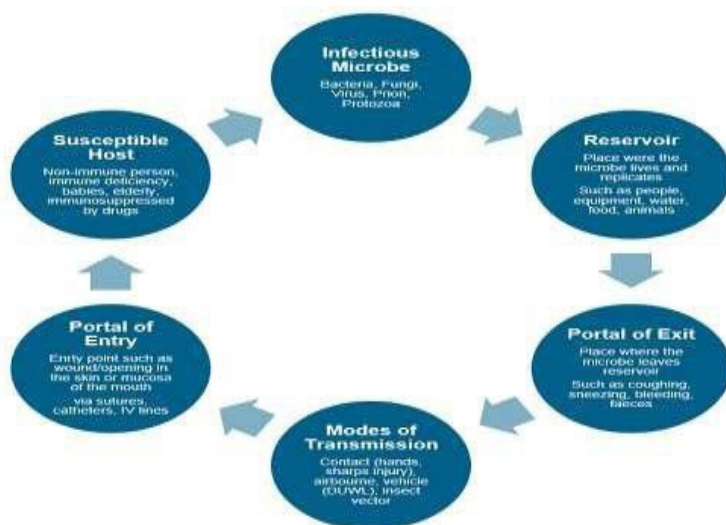 Infectious
Microbe
Bacteria, Fungi,
Virus, Prion,
Protozoa
Reservoir
Place were the
microbe lives and
replicates
Such as people,
equipment, water,
food, animals
Portal of Exit
Place where the
microbe leaves
reservoir
Such as coughing,
sneezing, bleeding,
faeces
Modes of
Transmission
Contact (hands,
sharps injury),
airbourne, vehicle
(DUWL), insect
vector
Portal of
Entry
Entry point such as
wound/opening in
the skin or mucosa
of the mouth
via sutures,
catheters, IV lines
Susceptible
Host
Non-immune person,
immune deficiency,
babies, elderly,
immunosuppressed
by drugs